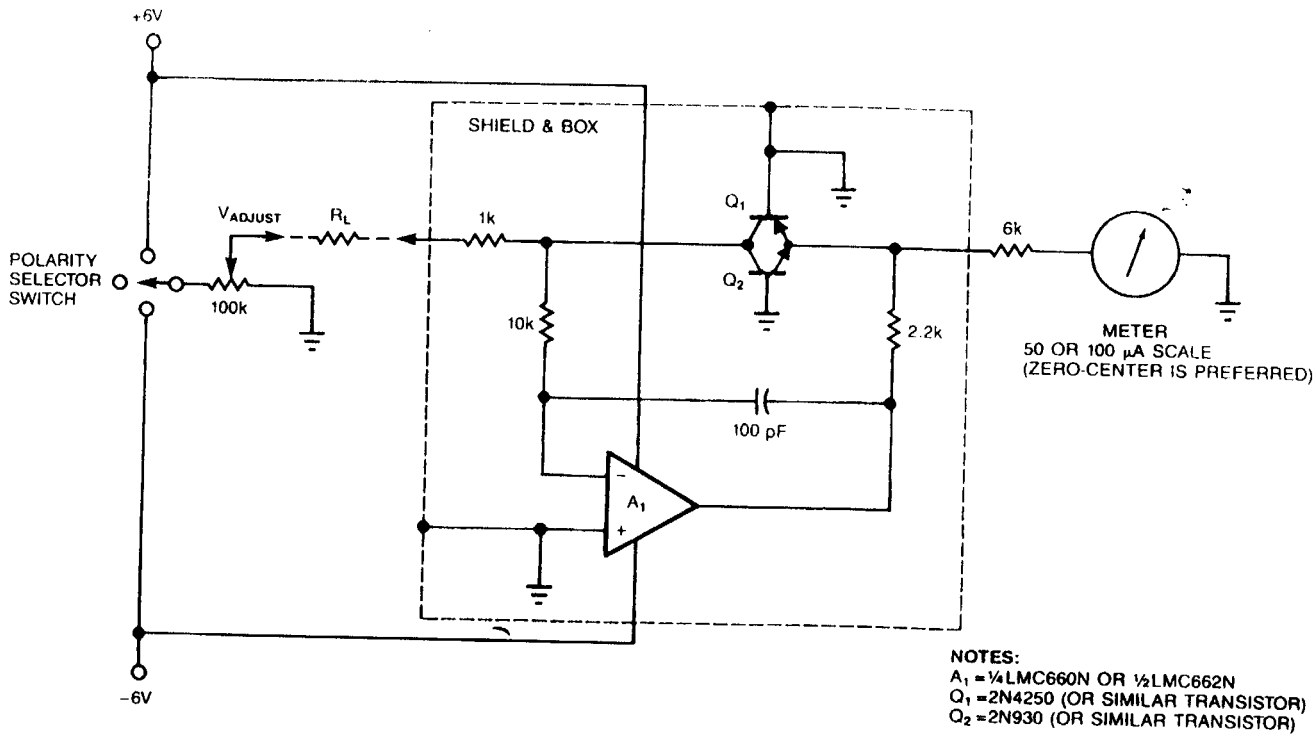 +6V
SHIELD & BOX
Q1
VADJUST
RL
1k
6k
POLARITY
SELECTOR
SWITCH
100k
Q2
10k
2.2k
METER
50 OR 100 µA SCALE
(ZERO-CENTER IS PREFERRED)
100 pF
−
A1
+
−6V
NOTES:
A1 = ¼LMC660N OR ½LMC662N
Q1 = 2N4250 (OR SIMILAR TRANSISTOR)
Q2 = 2N930 (OR SIMILAR TRANSISTOR)